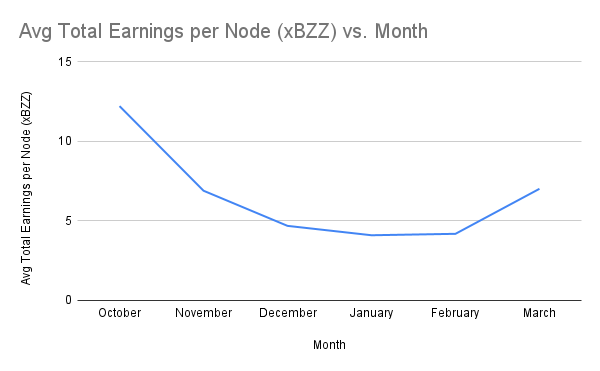 Avg Total Earnings per Node (xBZZ) vs. Month
Avg Total Earnings per Node (xBZZ)
15
10
5
0
October November December January February March
Month